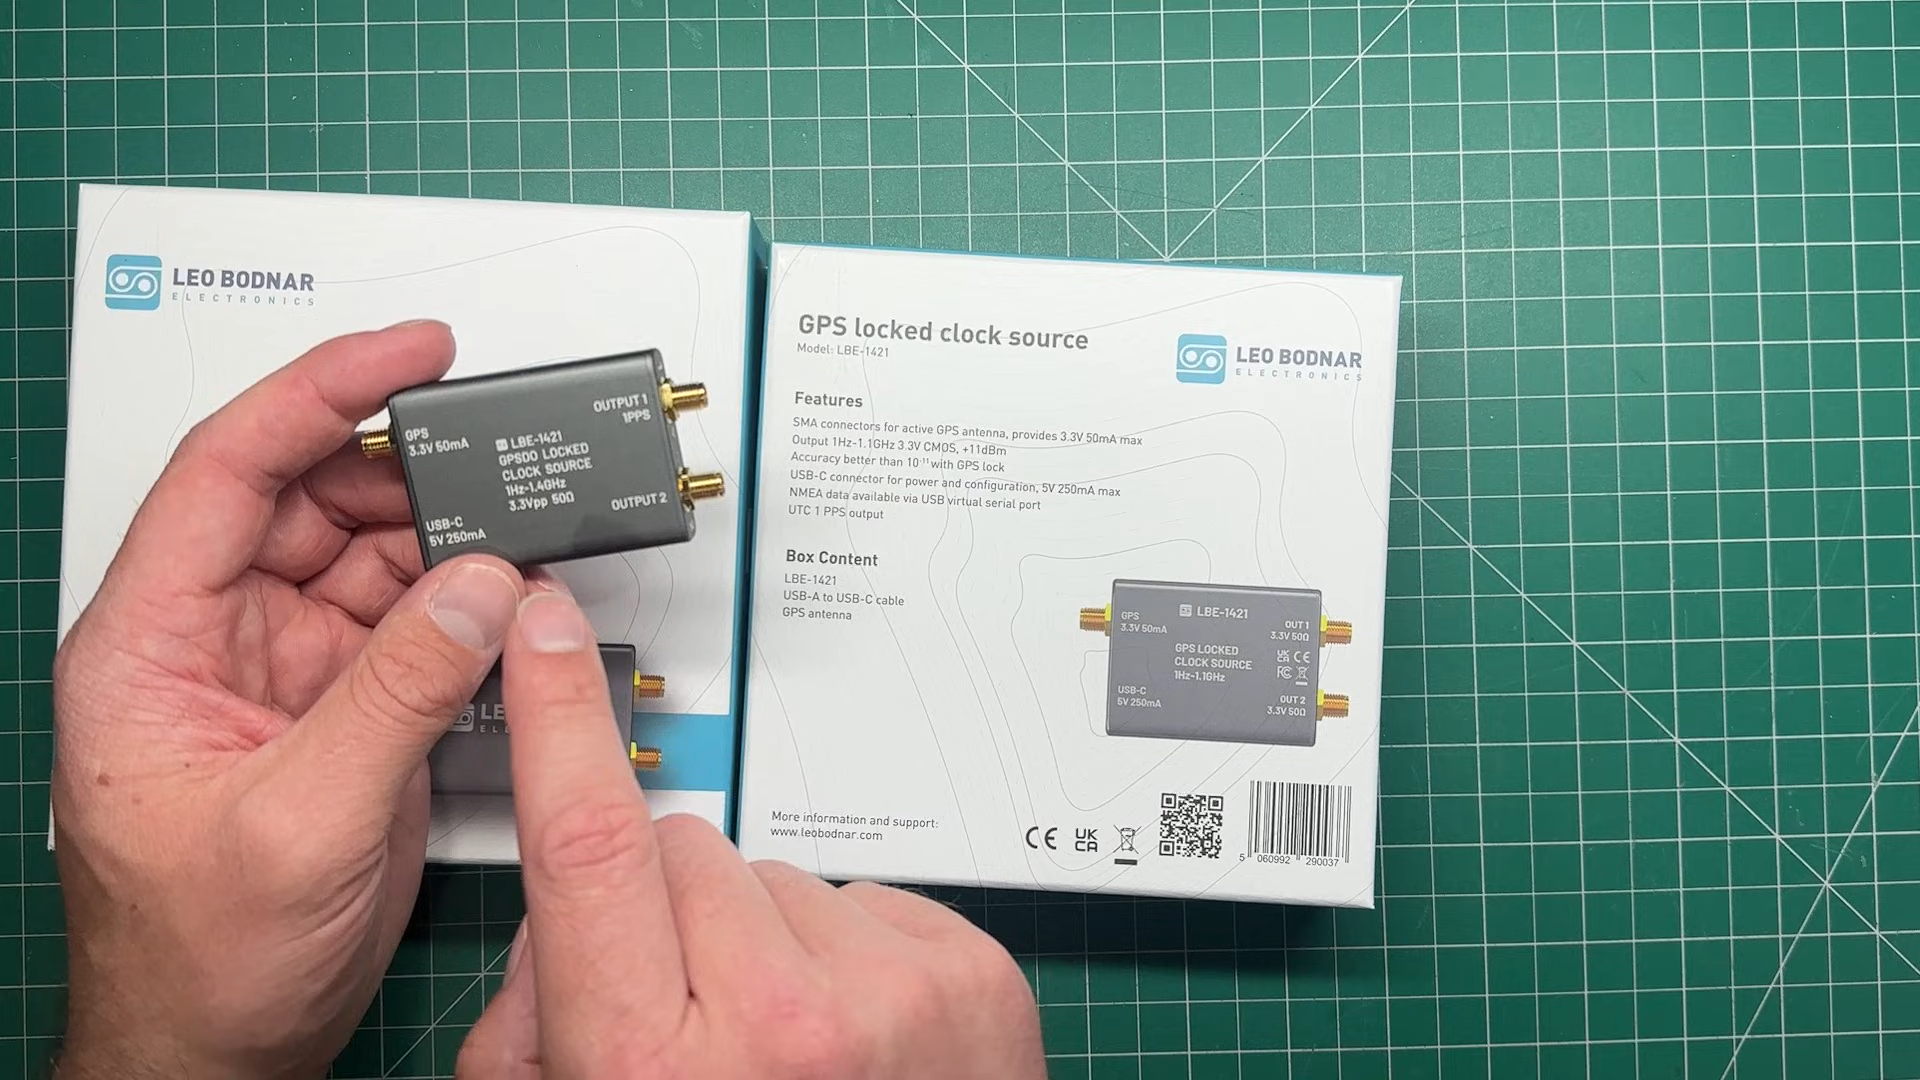 LEO BODNAR
ELECTRONICS
GPS
3.3V 50mA
LBE-1421
GPSDO LOCKED
CLOCK SOURCE
1Hz-1.4GHz
3.3Vpp 50Ω
OUTPUT 1
1PPS
OUTPUT 2
USB-C
5V 250mA
LE
EL
GPS locked clock source
Model: LBE-1421
LEO BODNAR
ELECTRONICS
Features
SMA connectors for active GPS antenna, provides 3.3V 50mA max
Output 1Hz-1.1GHz 3.3V CMOS, +11dBm
Accuracy better than 10⁻¹¹ with GPS lock
USB-C connector for power and configuration, 5V 250mA max
NMEA data available via USB virtual serial port
UTC 1 PPS output
Box Content
LBE-1421
USB-A to USB-C cable
GPS antenna
GPS
3.3V 50mA
LBE-1421
GPS LOCKED
CLOCK SOURCE
1Hz-1.1GHz
OUT 1
3.3V 50Ω
UK
CA CE
FC
OUT 2
3.3V 50Ω
USB-C
5V 250mA
More information and support:
www.leobodnar.com
CE
UK
CA
5 060992 290037